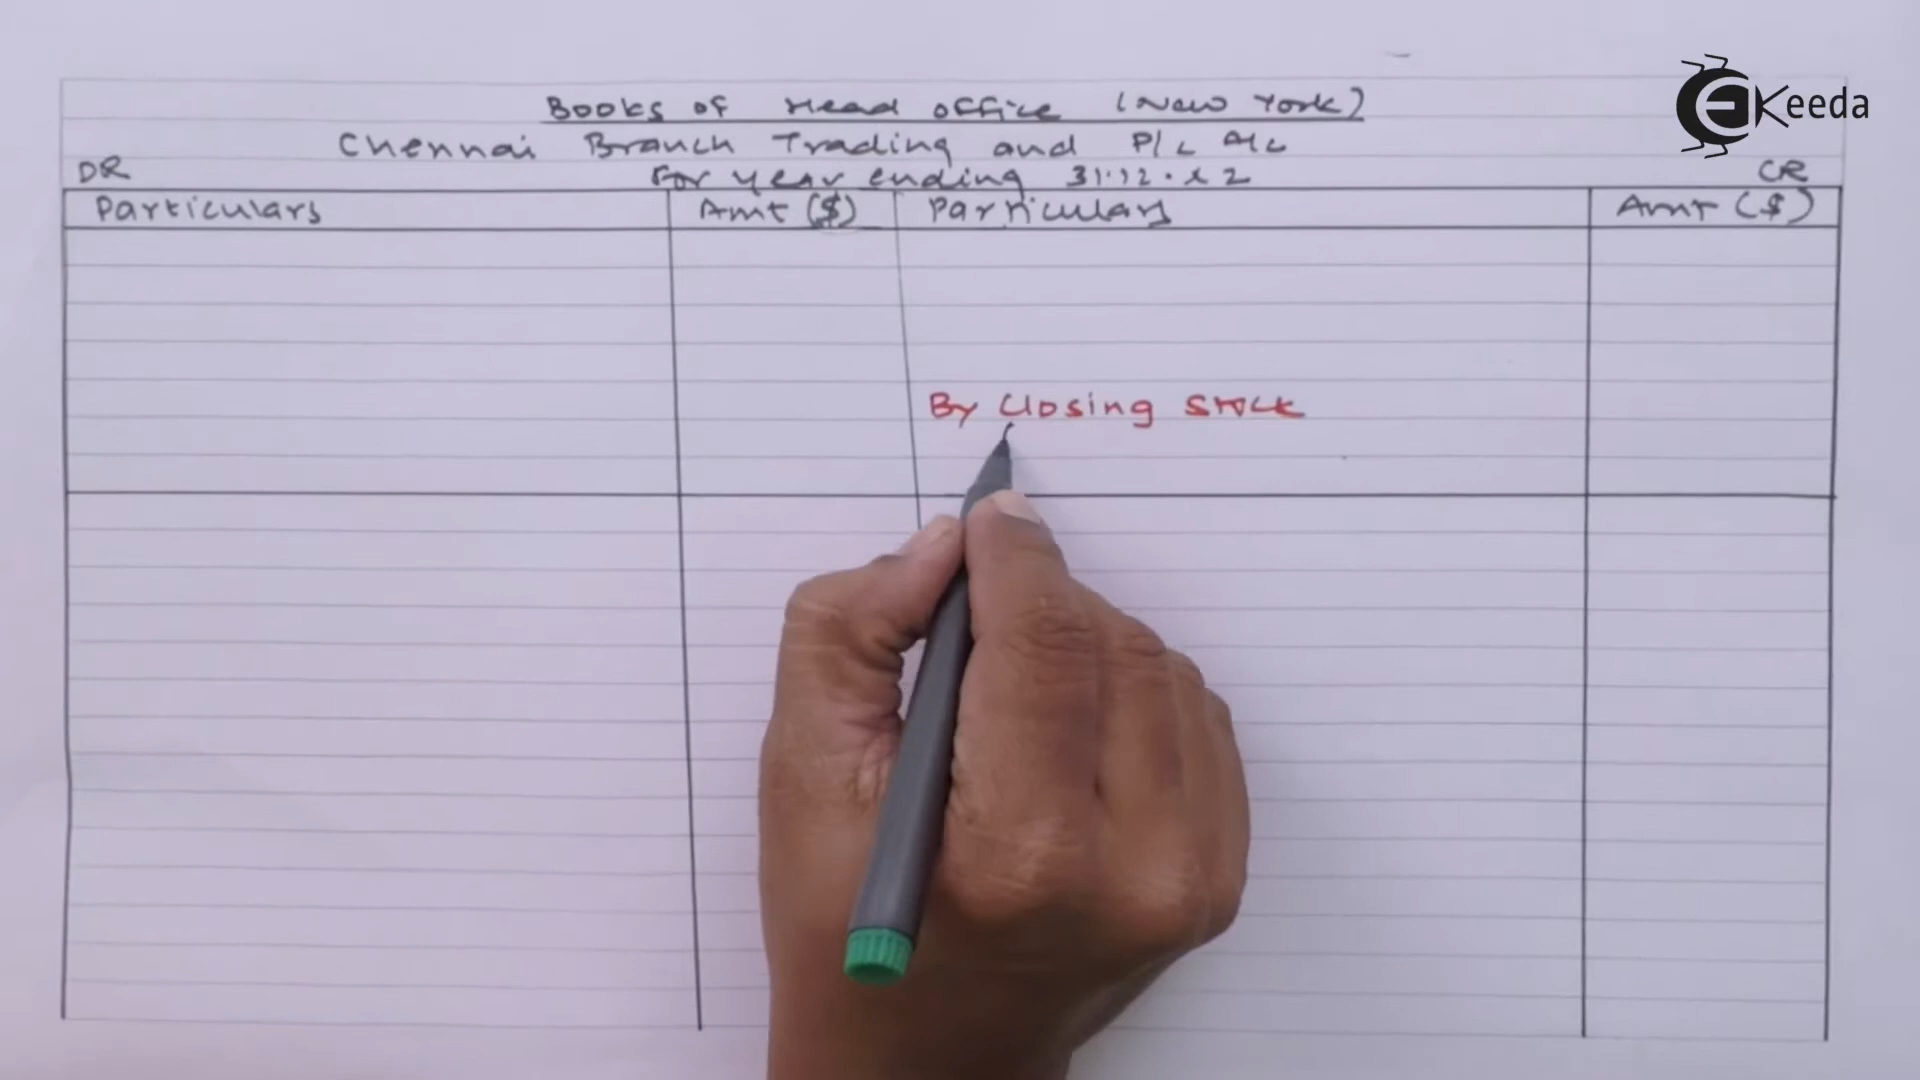 Books of Head office (New York)
Chennai Branch Trading and P/L A/c
For year ending 31.12.x2
DR
CR
Particulars Amt ($) Particulars Amt ($)
By Closing Stock
EKeeda